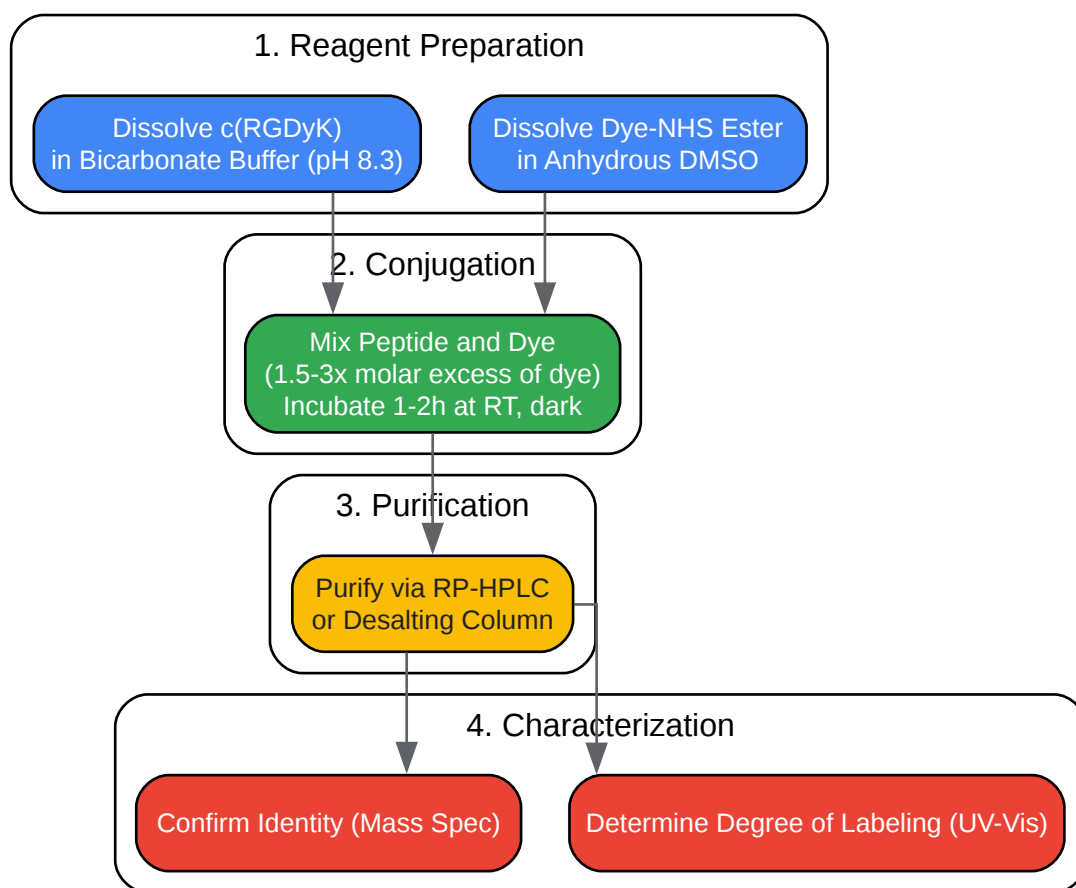 1. Reagent Preparation
Dissolve c(RGDyK)
in Bicarbonate Buffer (pH 8.3)
Dissolve Dye-NHS Ester
in Anhydrous DMSO
2. Conjugation
Mix Peptide and Dye
(1.5-3x molar excess of dye)
Incubate 1-2h at RT, dark
3. Purification
Purify via RP-HPLC
or Desalting Column
4. Characterization
Confirm Identity (Mass Spec)
Determine Degree of Labeling (UV-Vis)